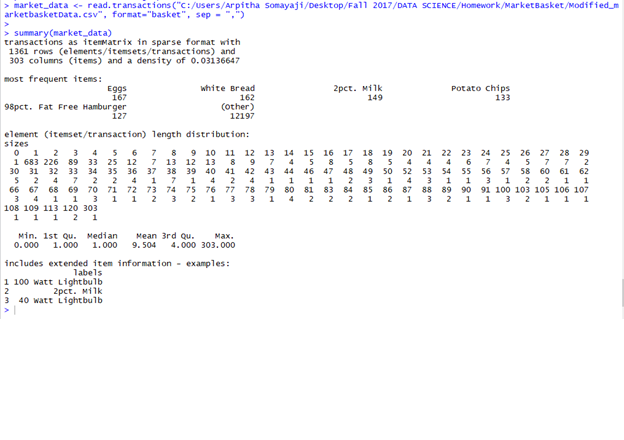 > market_data <- read.transactions("C:/Users/Arpitha Somayaji/Desktop/Fall 2017/DATA SCIENCE/Homework/MarketBasket/Modified_m
arketbasketData.csv", format="basket", sep = ",")
>
> summary(market_data)
transactions as itemMatrix in sparse format with
1361 rows (elements/itemsets/transactions) and
303 columns (items) and a density of 0.03136647
most frequent items:
Eggs White Bread 2pct. Milk Potato Chips
167 162 149 133
98pct. Fat Free Hamburger (Other)
127 12197
element (itemset/transaction) length distribution:
sizes
0 1 2 3 4 5 6 7 8 9 10 11 12 13 14 15 16 17 18 19 20 21 22 23 24 25 26 27 28 29
1 683 226 89 33 25 12 7 13 12 13 8 9 7 4 5 8 5 8 5 4 4 4 6 7 4 5 7 7 2
30 31 32 33 34 35 36 37 38 39 40 41 42 43 44 46 47 48 49 50 52 53 54 55 56 57 58 60 61 62
5 2 4 7 2 2 4 1 7 1 4 2 4 1 1 1 1 2 3 1 4 3 1 1 3 1 2 2 1 1
66 67 68 69 70 71 72 73 74 75 76 77 78 79 80 81 83 84 85 86 87 88 89 90 91 100 103 105 106 107
3 4 1 1 3 1 1 2 3 2 1 3 3 1 4 2 2 2 1 2 1 3 2 1 1 3 2 1 1 1
108 109 113 120 303
1 1 1 2 1
Min. 1st Qu. Median Mean 3rd Qu. Max.
0.000 1.000 1.000 9.504 4.000 303.000
includes extended item information - examples:
labels
1 100 Watt Lightbulb
2 2pct. Milk
3 40 Watt Lightbulb
>